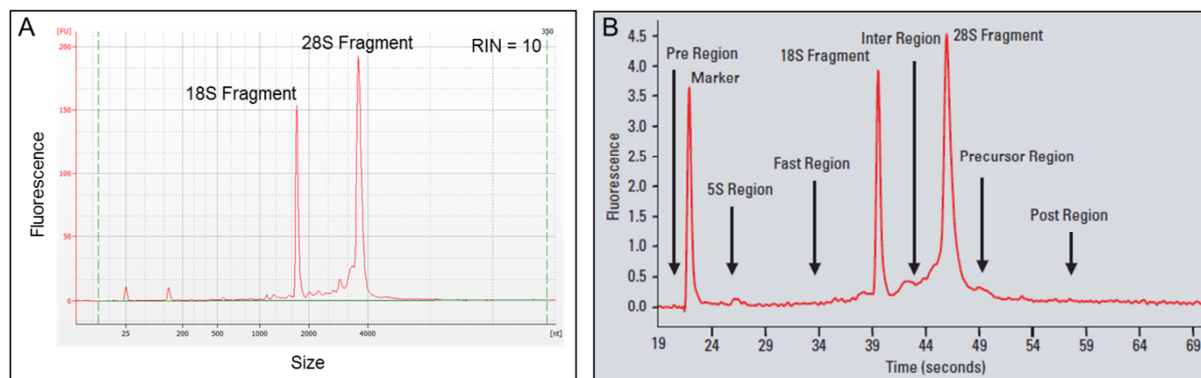 A
[FU]
200
150
100
50
0
Fluorescence
28S Fragment
18S Fragment
RIN = 10
350
25
200
500
1000
2000
4000
[nt]
Size
B
4.5
4.0
3.5
3.0
2.5
2.0
1.5
1.0
0.5
0.0
Fluorescence
Pre Region
Marker
5S Region
Fast Region
18S Fragment
Inter Region
28S Fragment
Precursor Region
Post Region
19
24
29
34
39
44
49
54
59
64
69
Time (seconds)